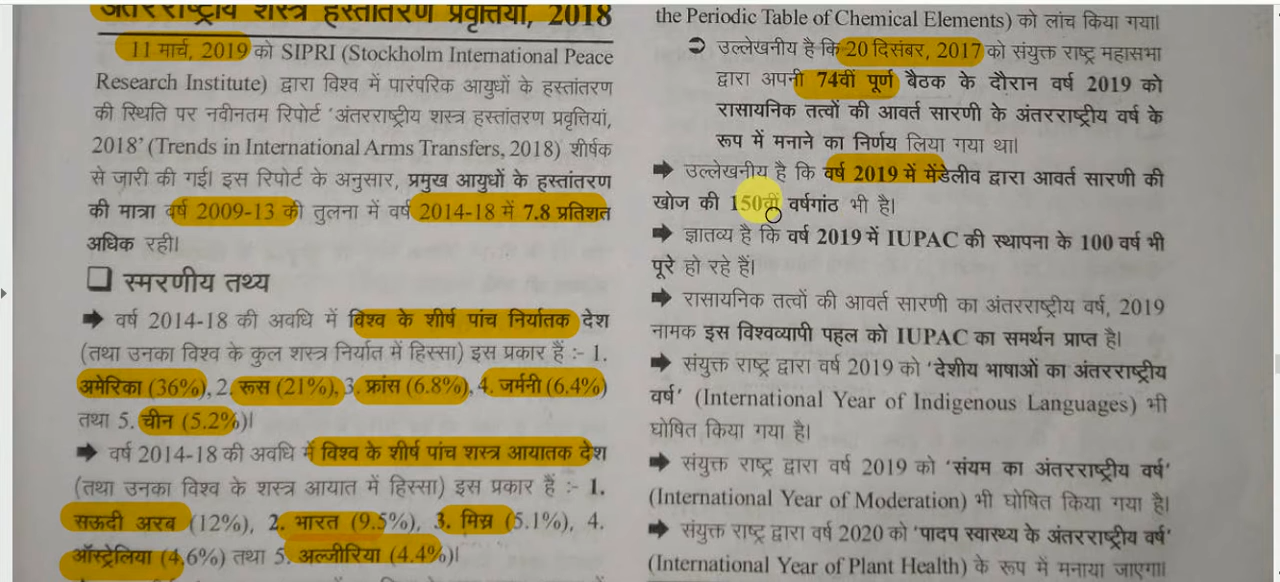 अंतरराष्ट्रीय शस्त्र हस्तांतरण प्रवृत्तियां, 2018
11 मार्च, 2019 को SIPRI (Stockholm International Peace
Research Institute) द्वारा विश्व में पारंपरिक आयुधों के हस्तांतरण
की स्थिति पर नवीनतम रिपोर्ट ‘अंतरराष्ट्रीय शस्त्र हस्तांतरण प्रवृत्तियां,
2018’ (Trends in International Arms Transfers, 2018) शीर्षक
से जारी की गई। इस रिपोर्ट के अनुसार, प्रमुख आयुधों के हस्तांतरण
की मात्रा वर्ष 2009-13 की तुलना में वर्ष 2014-18 में 7.8 प्रतिशत
अधिक रही।
❑ स्मरणीय तथ्य
➡ वर्ष 2014-18 की अवधि में विश्व के शीर्ष पांच निर्यातक देश
(तथा उनका विश्व के कुल शस्त्र निर्यात में हिस्सा) इस प्रकार हैं :- 1.
अमेरिका (36%), 2. रूस (21%), 3. फ्रांस (6.8%), 4. जर्मनी (6.4%)
तथा 5. चीन (5.2%)।
➡ वर्ष 2014-18 की अवधि में विश्व के शीर्ष पांच शस्त्र आयातक देश
(तथा उनका विश्व के शस्त्र आयात में हिस्सा) इस प्रकार हैं :- 1.
सऊदी अरब (12%), 2. भारत (9.5%), 3. मिस्र (5.1%), 4.
ऑस्ट्रेलिया (4.6%) तथा 5. अल्जीरिया (4.4%)।
the Periodic Table of Chemical Elements) को लांच किया गया।
➲ उल्लेखनीय है कि 20 दिसंबर, 2017 को संयुक्त राष्ट्र महासभा
द्वारा अपनी 74वीं पूर्ण बैठक के दौरान वर्ष 2019 को
रासायनिक तत्वों की आवर्त सारणी के अंतरराष्ट्रीय वर्ष के
रूप में मनाने का निर्णय लिया गया था।
➡ उल्लेखनीय है कि वर्ष 2019 में मेंडेलीव द्वारा आवर्त सारणी की
खोज की 150वीं वर्षगांठ भी है।
➡ ज्ञातव्य है कि वर्ष 2019 में IUPAC की स्थापना के 100 वर्ष भी
पूरे हो रहे हैं।
➡ रासायनिक तत्वों की आवर्त सारणी का अंतरराष्ट्रीय वर्ष, 2019
नामक इस विश्वव्यापी पहल को IUPAC का समर्थन प्राप्त है।
➡ संयुक्त राष्ट्र द्वारा वर्ष 2019 को ‘देशीय भाषाओं का अंतरराष्ट्रीय
वर्ष’ (International Year of Indigenous Languages) भी
घोषित किया गया है।
➡ संयुक्त राष्ट्र द्वारा वर्ष 2019 को ‘संयम का अंतरराष्ट्रीय वर्ष’
(International Year of Moderation) भी घोषित किया गया है।
➡ संयुक्त राष्ट्र द्वारा वर्ष 2020 को ‘पादप स्वास्थ्य के अंतरराष्ट्रीय वर्ष’
(International Year of Plant Health) के रूप में मनाया जाएगा।